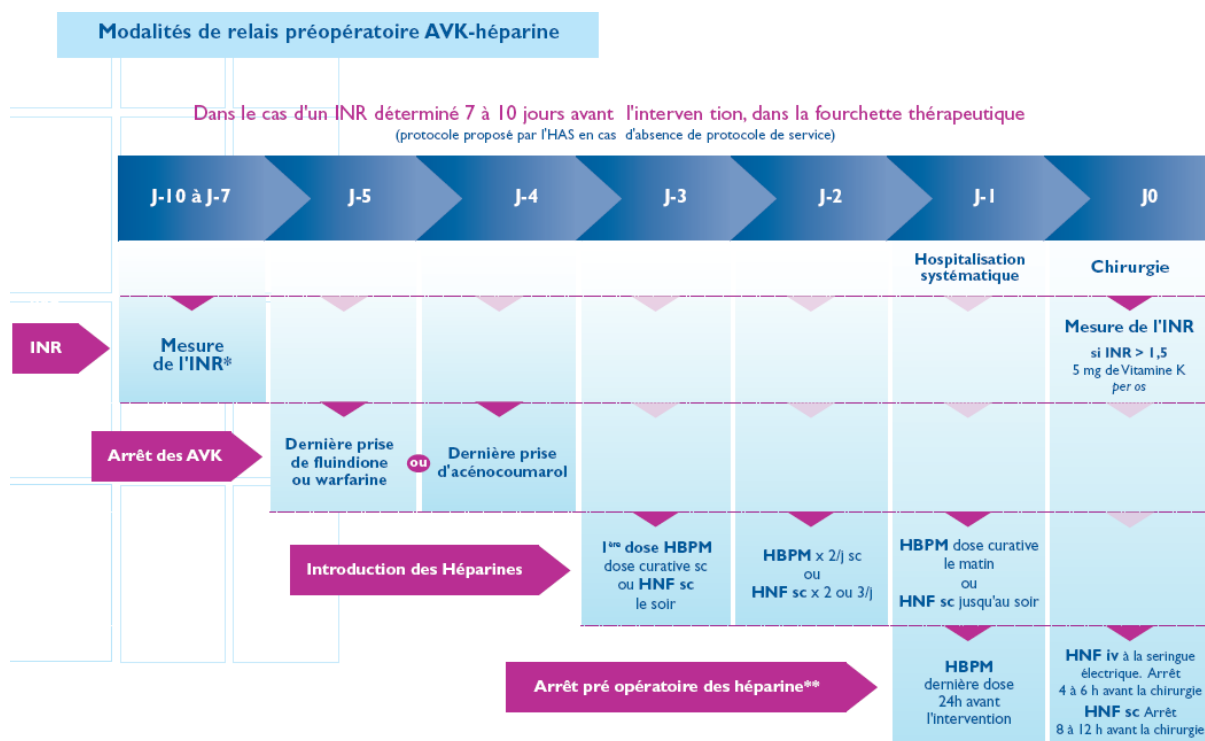 Modalités de relais préopératoire AVK-héparine
Dans le cas d'un INR déterminé 7 à 10 jours avant l'interven tion, dans la fourchette thérapeutique
(protocole proposé par l'HAS en cas d'absence de protocole de service)
J-10 à J-7
J-5
J-4
J-3
J-2
J-1
J0
Hospitalisation
systématique
Chirurgie
INR
Mesure
de l'INR*
Mesure de l'INR
si INR > 1,5
5 mg de Vitamine K
per os
Arrêt des AVK
Dernière prise
de fluindione
ou warfarine
ou
Dernière prise
d'acénocoumarol
Introduction des Héparines
1ère dose HBPM
dose curative sc
ou HNF sc
le soir
HBPM x 2/j sc
ou
HNF sc x 2 ou 3/j
HBPM dose curative
le matin
ou
HNF sc jusqu'au soir
Arrêt pré opératoire des héparine**
HBPM
dernière dose
24h avant
l'intervention
HNF iv à la seringue
électrique. Arrêt
4 à 6 h avant la chirurgie
HNF sc Arrêt
8 à 12 h avant la chirurgie